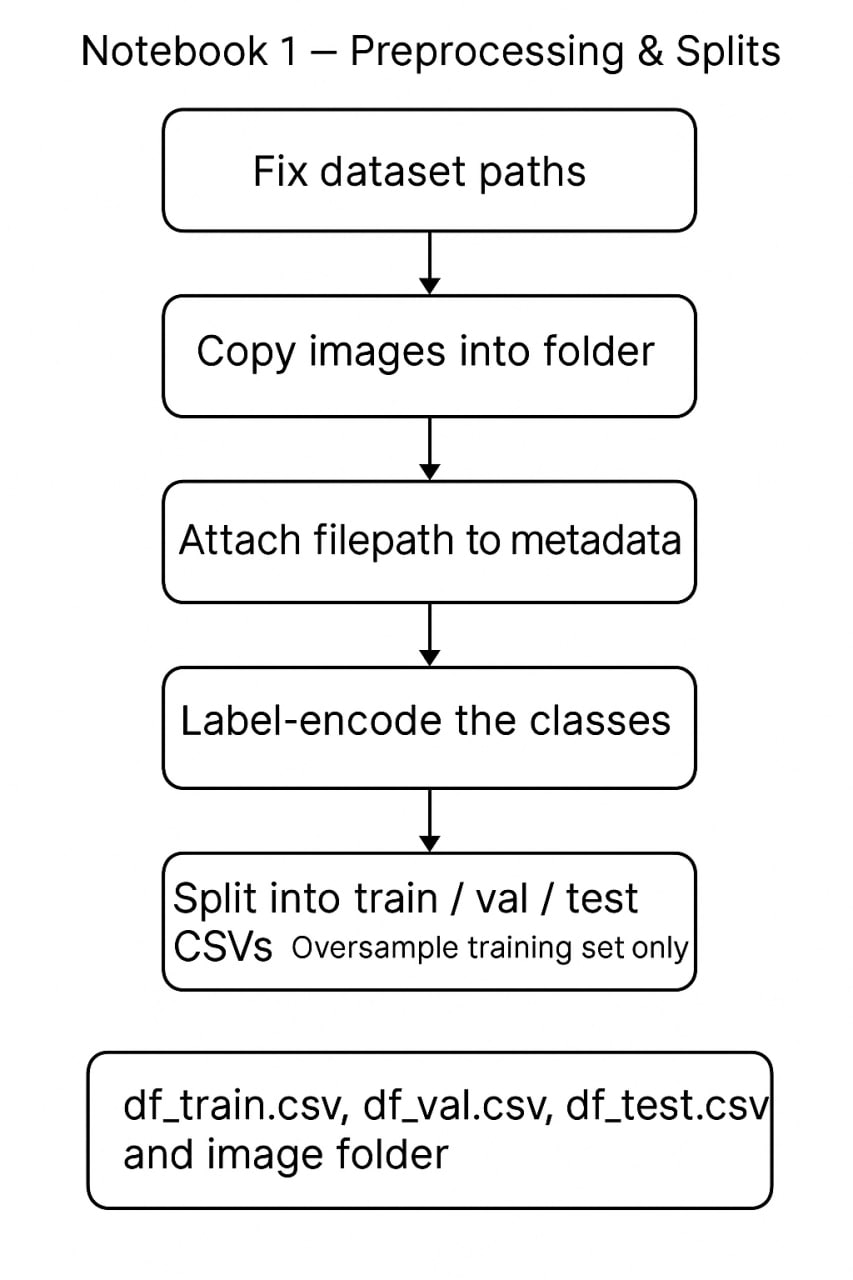 Notebook 1 – Preprocessing & Splits
Fix dataset paths
Copy images into folder
Attach filepath to metadata
Label-encode the classes
Split into train / val / test
CSVs Oversample training set only
df_train.csv, df_val.csv, df_test.csv
and image folder